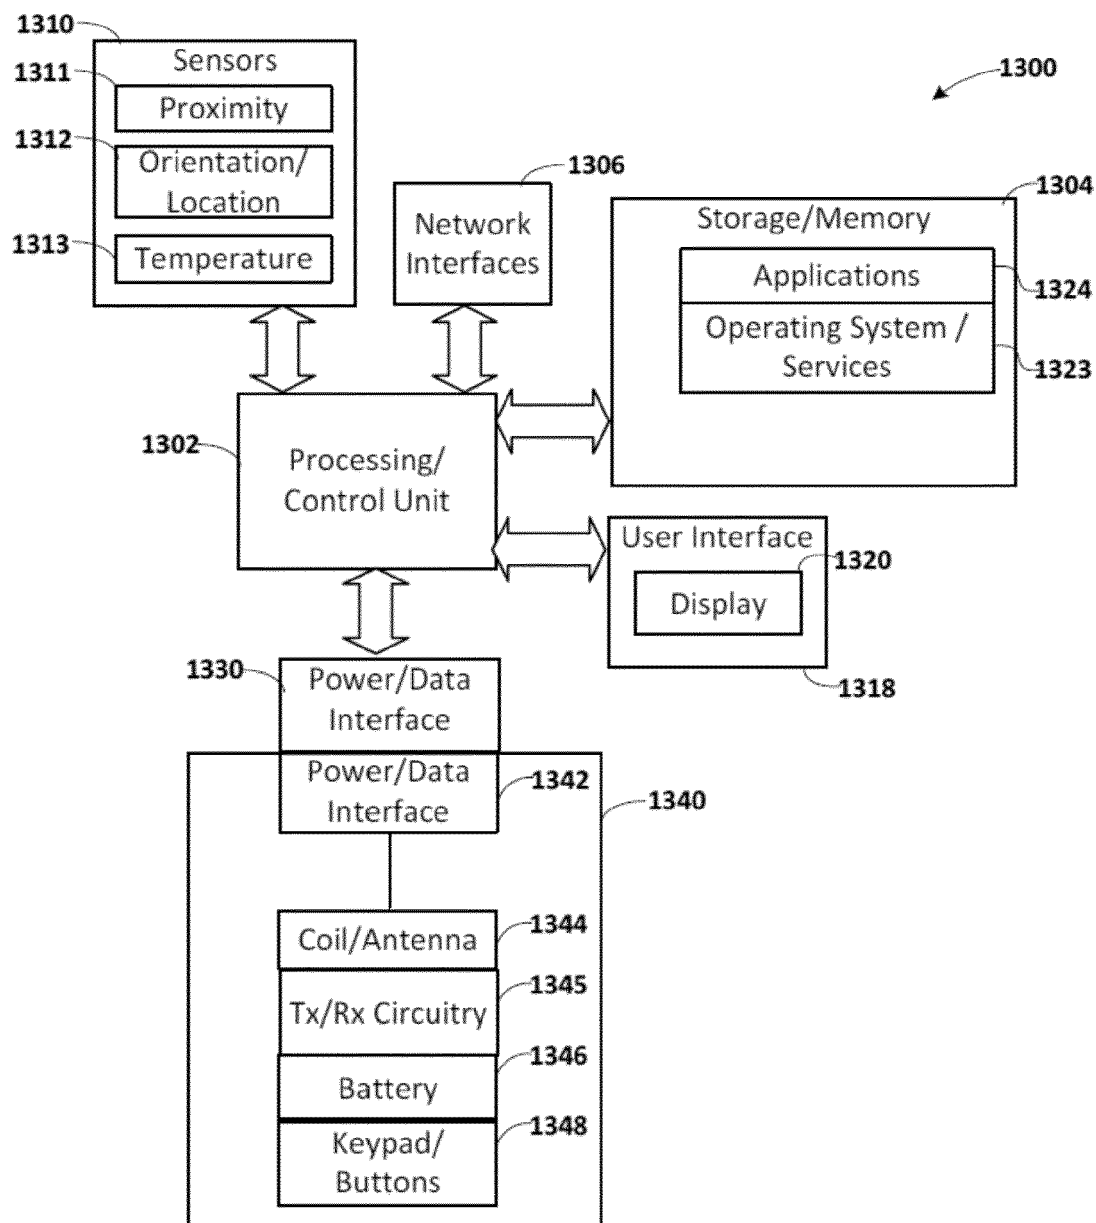 1310
Sensors
1311
Proximity
1312
Orientation/
Location
1313
Temperature
1300
1306
Network
Interfaces
1304
Storage/Memory
Applications
1324
Operating System /
Services
1323
1302
Processing/
Control Unit
User Interface
1320
Display
1318
1330
Power/Data
Interface
Power/Data
Interface
1342
1340
Coil/Antenna
1344
Tx/Rx Circuitry
1345
Battery
1346
Keypad/
Buttons
1348